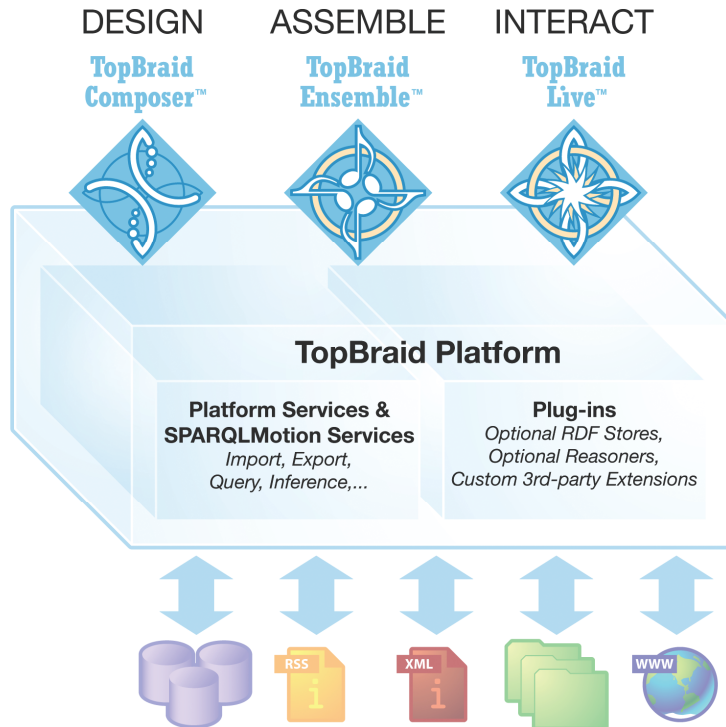 DESIGN ASSEMBLE INTERACT
TopBraid
Composer™
TopBraid
Ensemble™
TopBraid
Live™
TopBraid Platform
Platform Services &
SPARQLMotion Services
Import, Export,
Query, Inference,...
Plug-ins
Optional RDF Stores,
Optional Reasoners,
Custom 3rd-party Extensions
RSS
i
XML
i
WWW